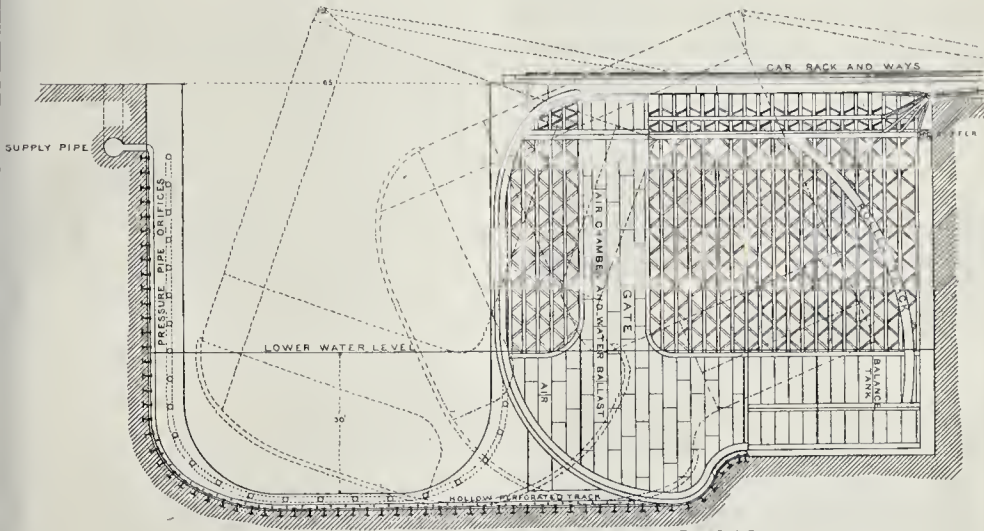 65
CAR RACK AND WAYS
SUPPLY PIPE
PRESSURE PIPE ORIFICES
AIR CHAMBER AND WATER BALLAST
GATE
LOWER WATER LEVEL
AIR
BALANCE
TANK
30'
HOLLOW PERFORATED TRACK